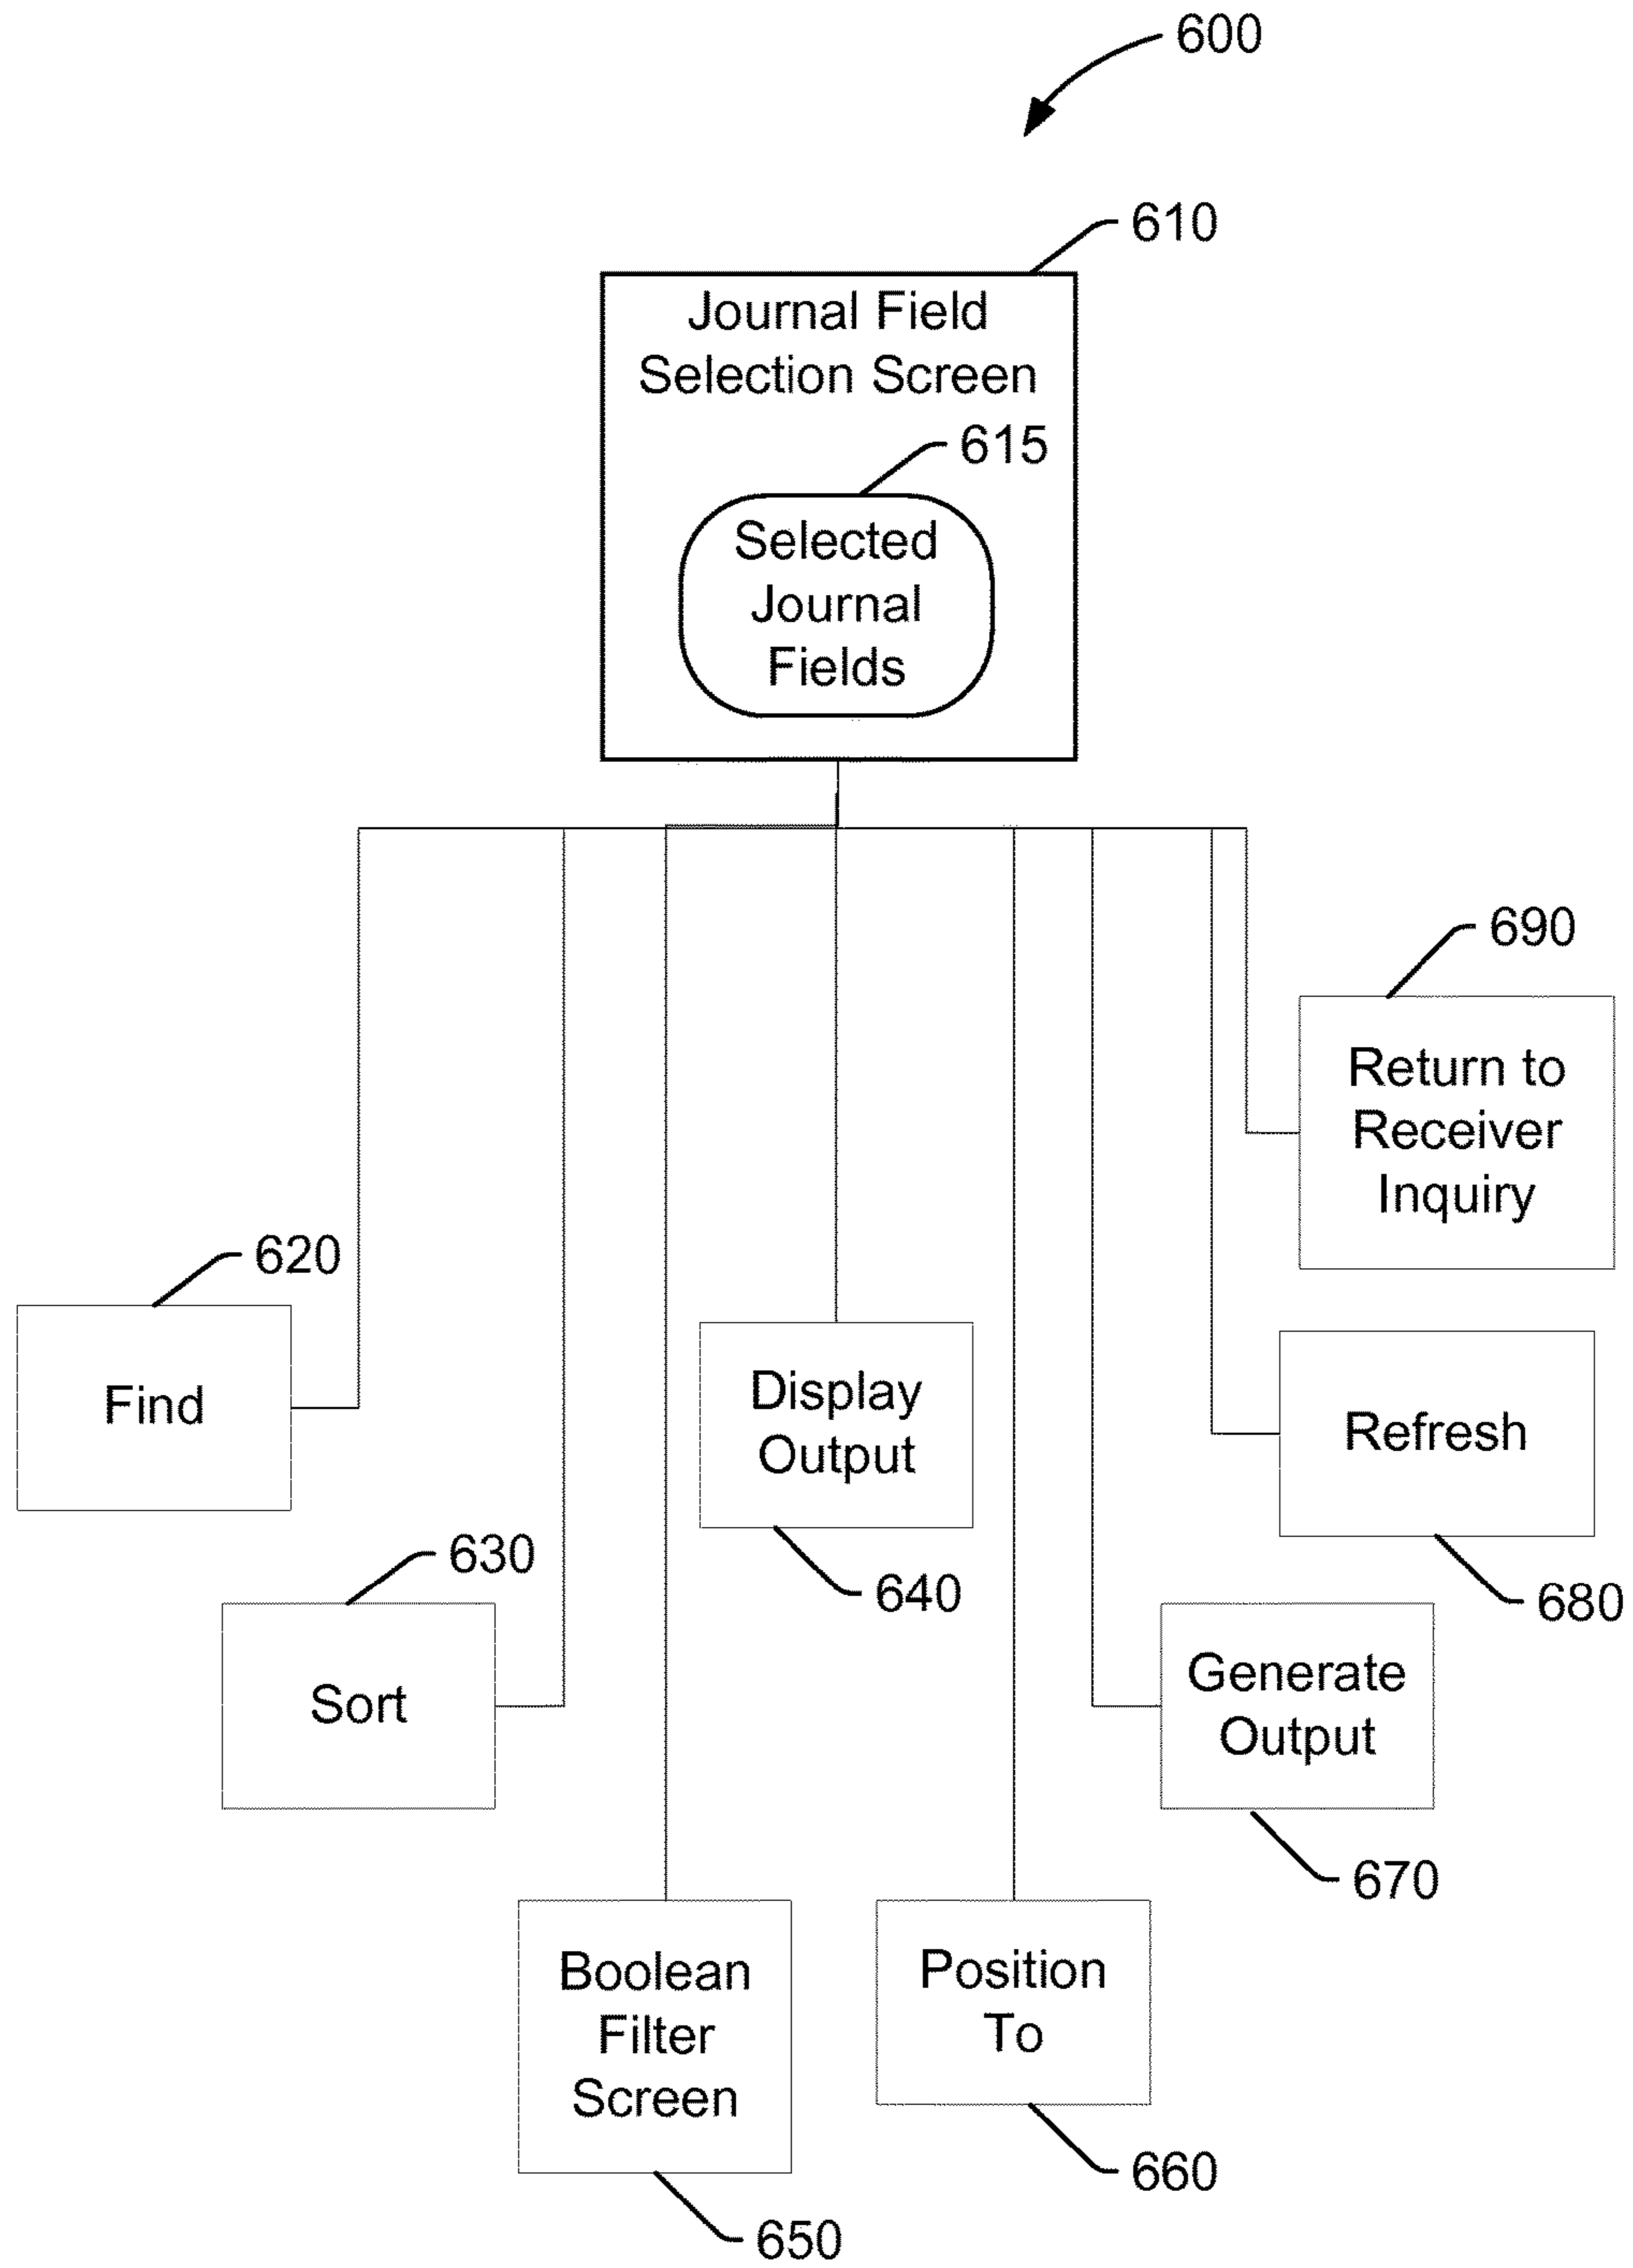 600
610
Journal Field
Selection Screen
615
Selected
Journal
Fields
690
Return to
Receiver
Inquiry
620
Find
Display
Output
640
Refresh
680
630
Sort
Generate
Output
670
Boolean
Filter
Screen
650
Position
To
660